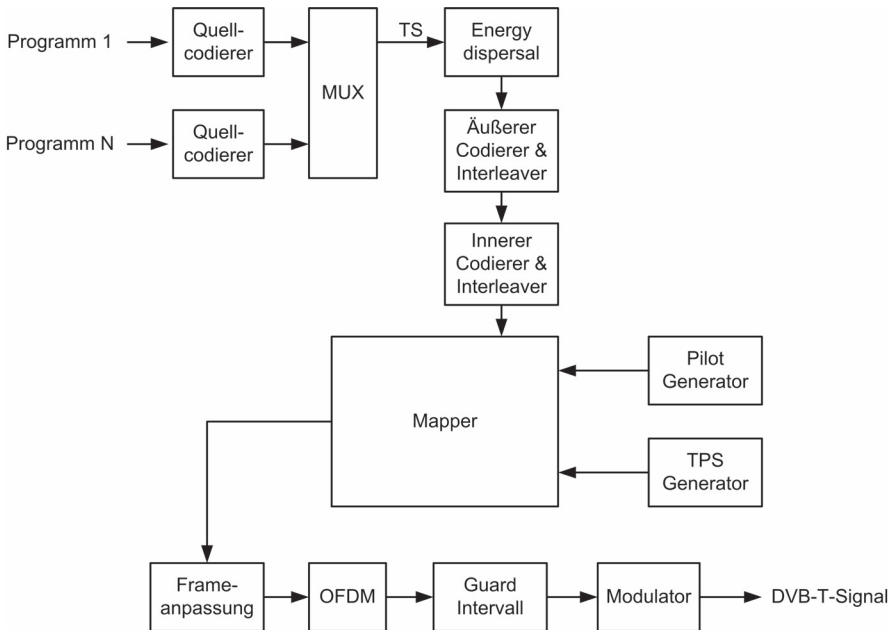 Programm 1
Quell-
codierer
MUX
TS
Energy
dispersal
Programm N
Quell-
codierer
Äußerer
Codierer &
Interleaver
Innerer
Codierer &
Interleaver
Mapper
Pilot
Generator
TPS
Generator
Frame-
anpassung
OFDM
Guard
Intervall
Modulator
DVB-T-Signal